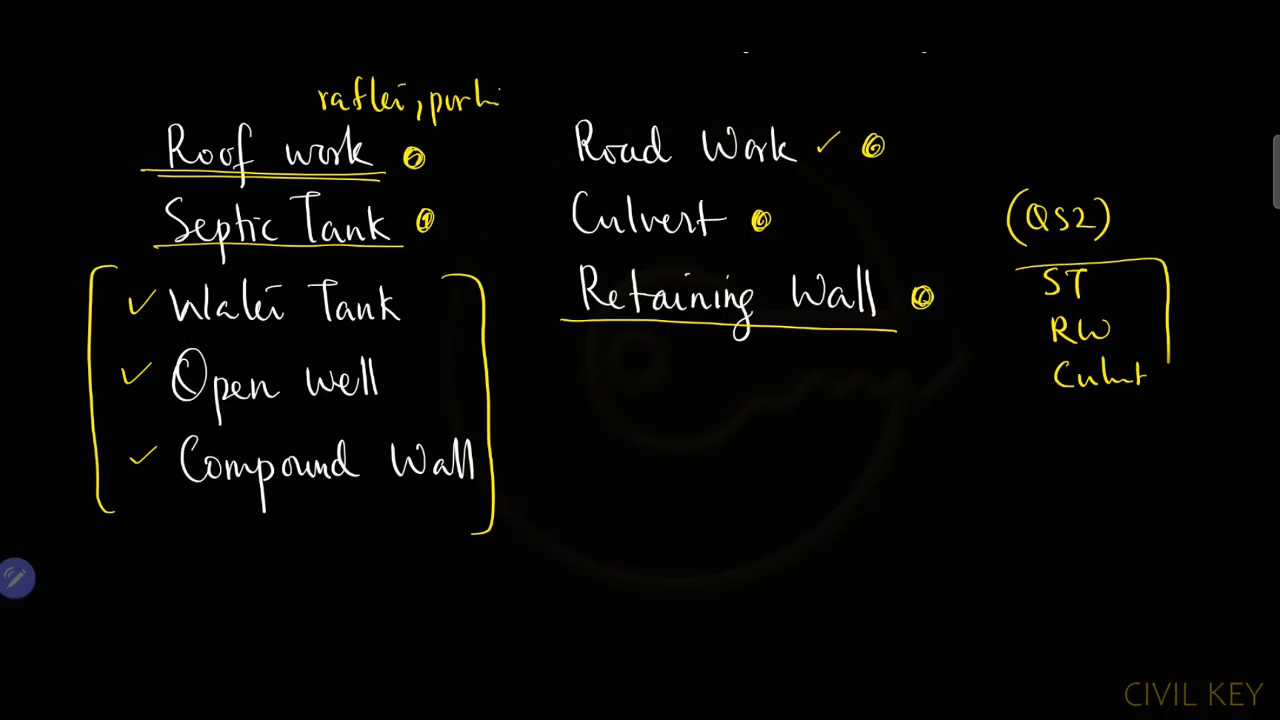 rafter, purli
Roof work
Septic Tank
Water Tank
Open well
Compound Wall
Road Work
Culvert
Retaining Wall
(QS2)
ST
RW
Culvert
CIVIL KEY